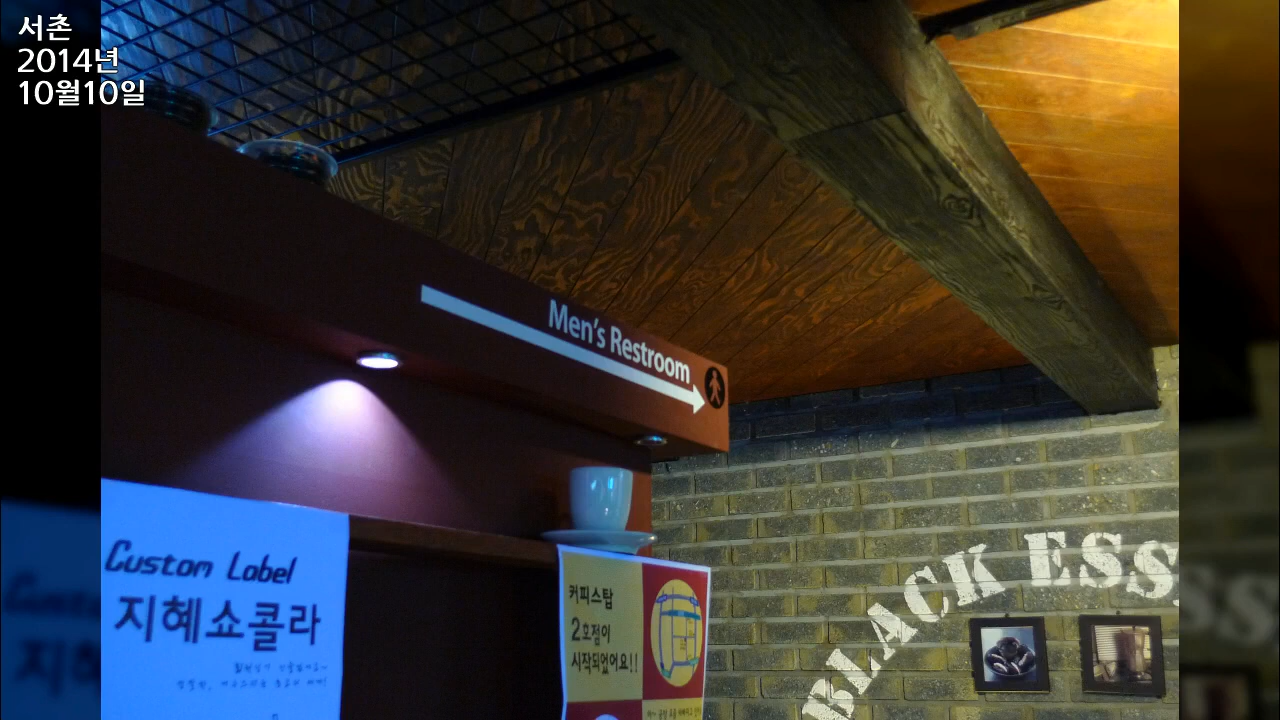 서촌
2014년
10월10일
Men's Restroom
Custom Label
지혜쇼콜라
커피스탑
2호점이
시작되었어요!!
BLACK ESS